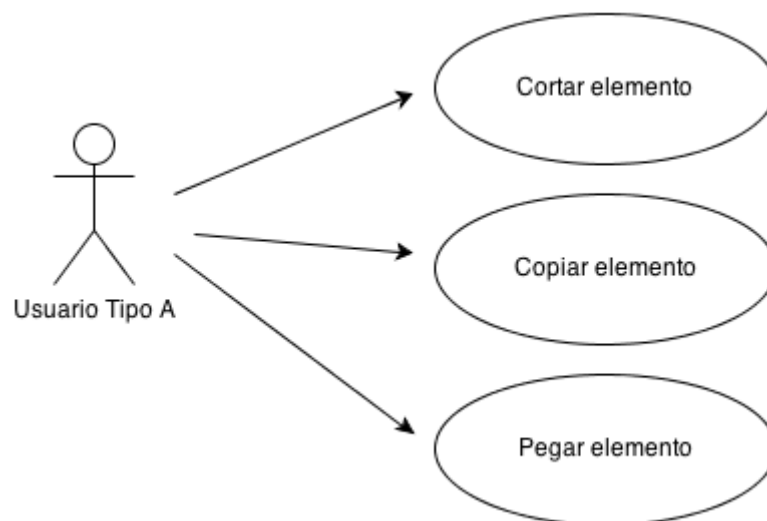 Cortar elemento
Copiar elemento
Usuario Tipo A
Pegar elemento